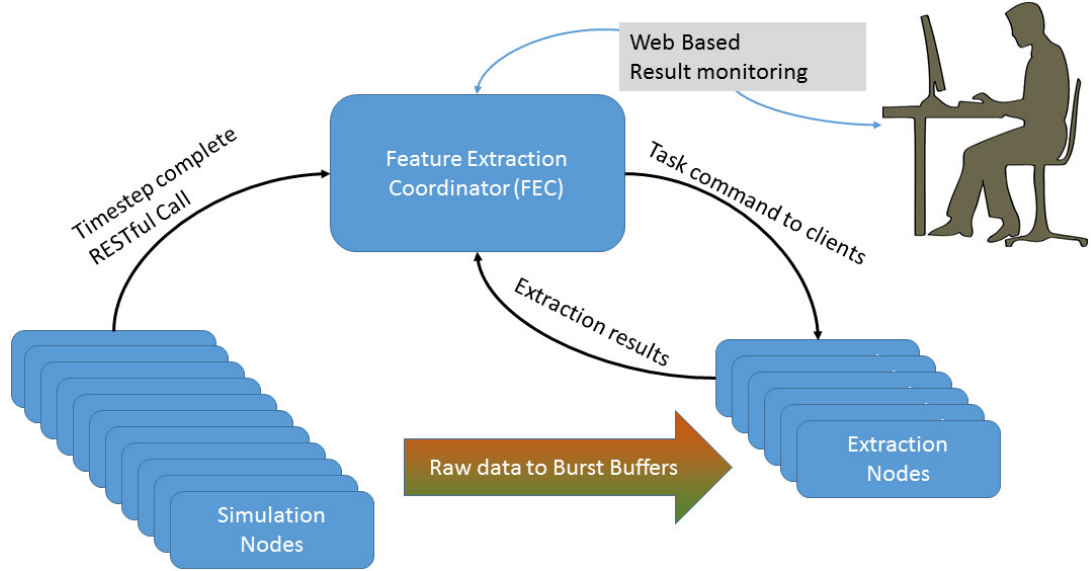 Web Based
Result monitoring
Feature Extraction
Coordinator (FEC)
Timestep complete
RESTful Call
Task command to clients
Extraction results
Raw data to Burst Buffers
Simulation
Nodes
Extraction
Nodes